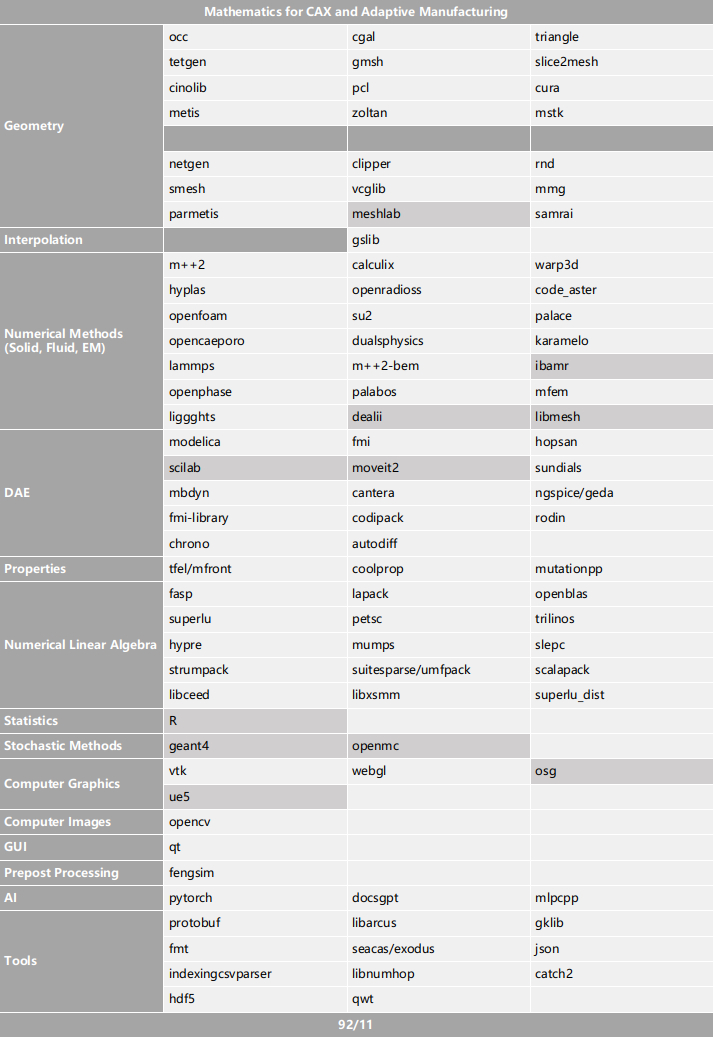 Mathematics for CAX and Adaptive Manufacturing
Geometry
occ cgal triangle
tetgen gmsh slice2mesh
cinolib pcl cura
metis zoltan mstk
netgen clipper rnd
smesh vcglib mmg
parmetis meshlab samrai
Interpolation gslib
Numerical Methods
(Solid, Fluid, EM)
m++2 calculix warp3d
hyplas openradioss code_aster
openfoam su2 palace
opencaeporo dualsphysics karamelo
lammps m++2-bem ibamr
openphase palabos mfem
liggghts dealii libmesh
DAE
modelica fmi hopsan
scilab moveit2 sundials
mbdyn cantera ngspice/geda
fmi-library codipack rodin
chrono autodiff
Properties tfel/mfront coolprop mutationpp
Numerical Linear Algebra
fasp lapack openblas
superlu petsc trilinos
hypre mumps slepc
strumpack suitesparse/umfpack scalapack
libceed libxsmm superlu_dist
Statistics R
Stochastic Methods geant4 openmc
Computer Graphics
vtk webgl osg
ue5
Computer Images opencv
GUI qt
Prepost Processing fengsim
AI pytorch docsgpt mlpcpp
Tools
protobuf libarcus gklib
fmt seacas/exodus json
indexingcsvparser libnumhop catch2
hdf5 qwt
92/11